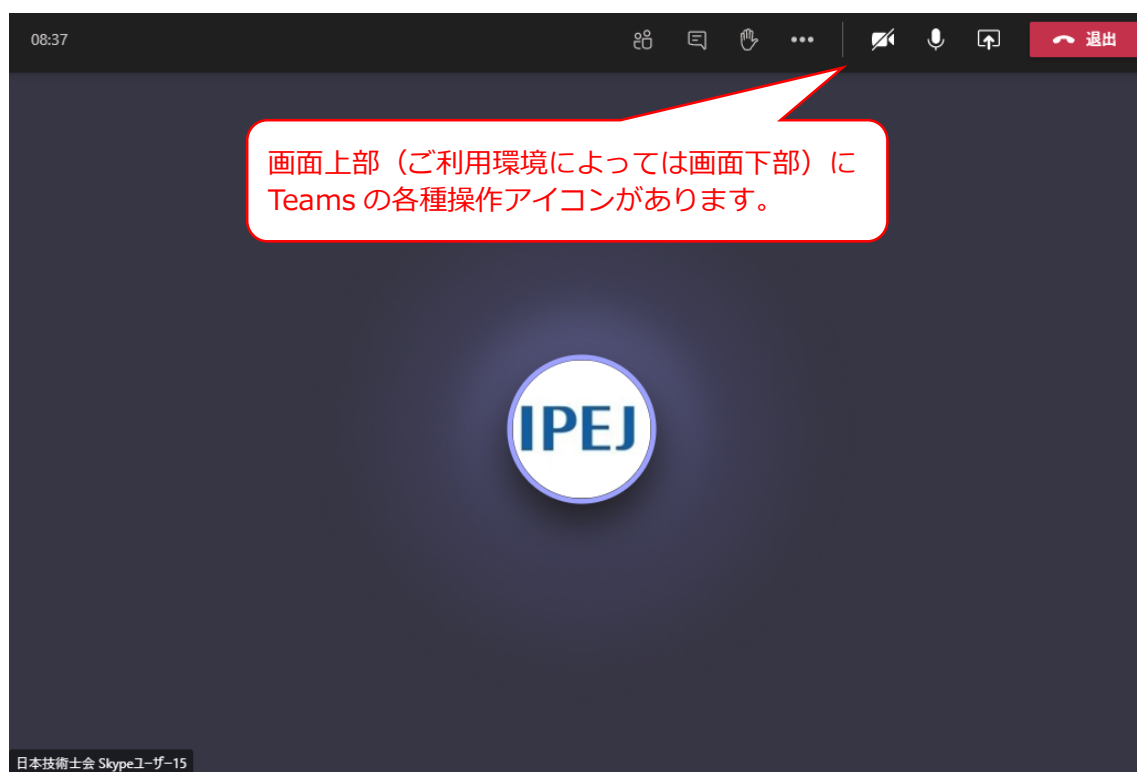 08:37
退出
画面上部（ご利用環境によっては画面下部）に
Teams の各種操作アイコンがあります。
IPEJ
日本技術士会 Skypeユーザー15